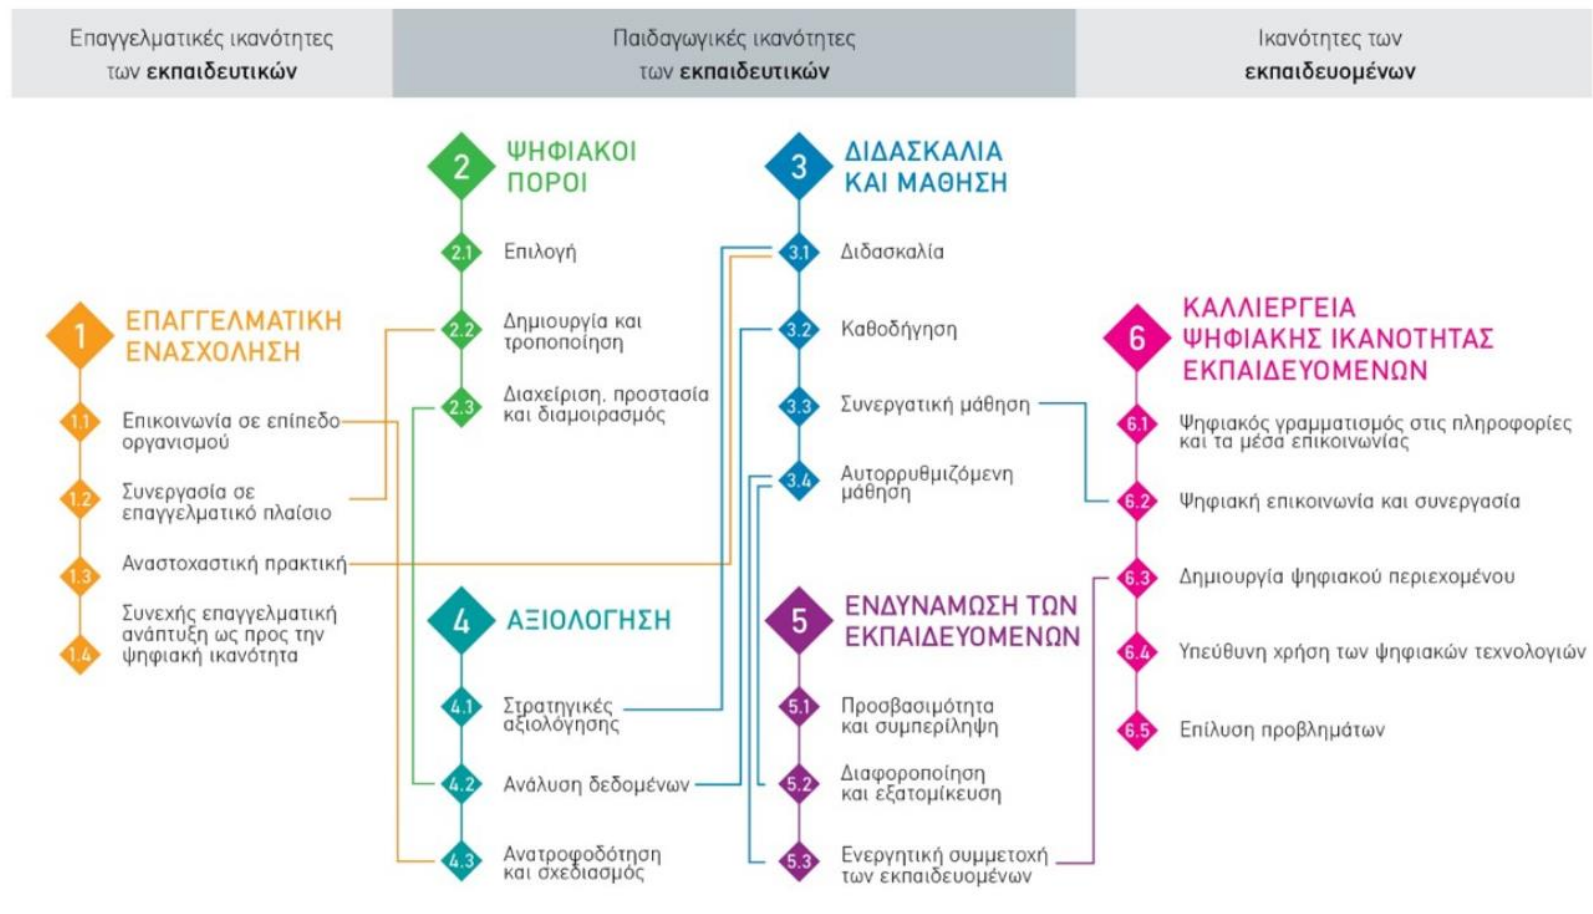 Επαγγελματικές ικανότητες
των εκπαιδευτικών
Παιδαγωγικές ικανότητες
των εκπαιδευτικών
Ικανότητες των
εκπαιδευομένων
1
ΕΠΑΓΓΕΛΜΑΤΙΚΗ
ΕΝΑΣΧΟΛΗΣΗ
1.1
Επικοινωνία σε επίπεδο
οργανισμού
1.2
Συνεργασία σε
επαγγελματικό πλαίσιο
1.3
Αναστοχαστική πρακτική
1.4
Συνεχής επαγγελματική
ανάπτυξη ως προς την
ψηφιακή ικανότητα
2
ΨΗΦΙΑΚΟΙ
ΠΟΡΟΙ
2.1
Επιλογή
2.2
Δημιουργία και
τροποποίηση
2.3
Διαχείριση, προστασία
και διαμοιρασμός
3
ΔΙΔΑΣΚΑΛΙΑ
ΚΑΙ ΜΑΘΗΣΗ
3.1
Διδασκαλία
3.2
Καθοδήγηση
3.3
Συνεργατική μάθηση
3.4
Αυτορρυθμιζόμενη
μάθηση
4
ΑΞΙΟΛΟΓΗΣΗ
4.1
Στρατηγικές
αξιολόγησης
4.2
Ανάλυση δεδομένων
4.3
Ανατροφοδότηση
και σχεδιασμός
5
ΕΝΔΥΝΑΜΩΣΗ ΤΩΝ
ΕΚΠΑΙΔΕΥΟΜΕΝΩΝ
5.1
Προσβασιμότητα
και συμπερίληψη
5.2
Διαφοροποίηση
και εξατομίκευση
5.3
Ενεργητική συμμετοχή
των εκπαιδευομένων
6
ΚΑΛΛΙΕΡΓΕΙΑ
ΨΗΦΙΑΚΗΣ ΙΚΑΝΟΤΗΤΑΣ
ΕΚΠΑΙΔΕΥΟΜΕΝΩΝ
6.1
Ψηφιακός γραμματισμός στις πληροφορίες
και τα μέσα επικοινωνίας
6.2
Ψηφιακή επικοινωνία και συνεργασία
6.3
Δημιουργία ψηφιακού περιεχομένου
6.4
Υπεύθυνη χρήση των ψηφιακών τεχνολογιών
6.5
Επίλυση προβλημάτων